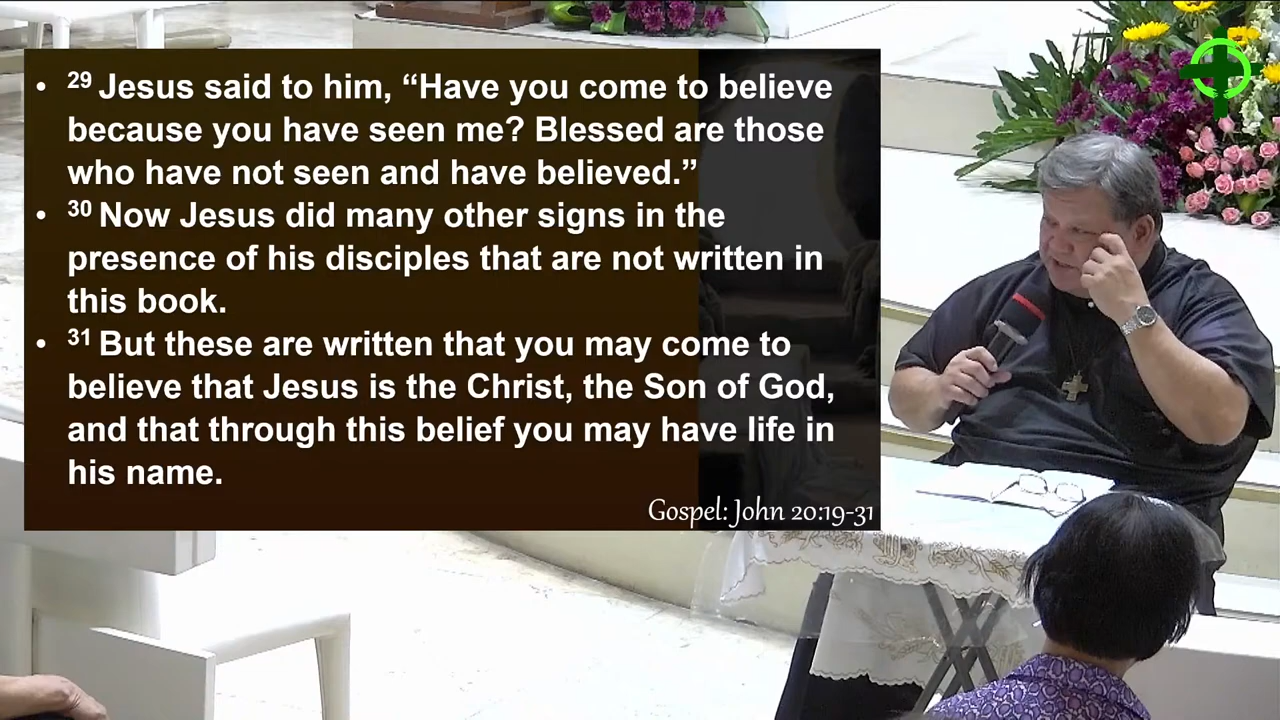 • 29 Jesus said to him, “Have you come to believe
because you have seen me? Blessed are those
who have not seen and have believed.”
• 30 Now Jesus did many other signs in the
presence of his disciples that are not written in
this book.
• 31 But these are written that you may come to
believe that Jesus is the Christ, the Son of God,
and that through this belief you may have life in
his name.
Gospel: John 20:19-31